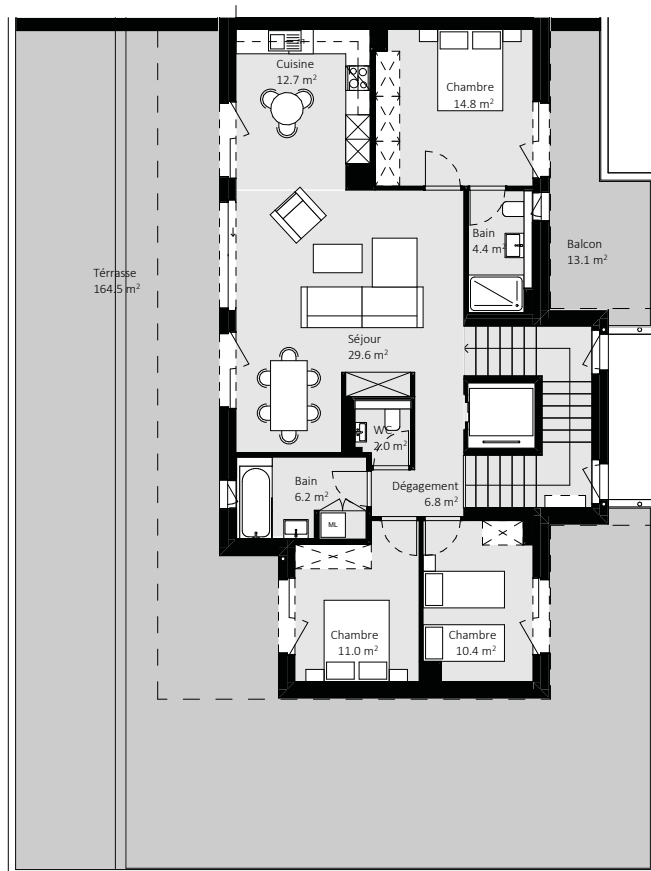 Cuisine
12.7 m²
Chambre
14.8 m²
Bain
4.4 m²
Balcon
13.1 m²
Térrasse
164.5 m²
Séjour
29.6 m²
WC
2.0 m²
Bain
6.2 m²
Dégagement
6.8 m²
ML
Chambre
11.0 m²
Chambre
10.4 m²